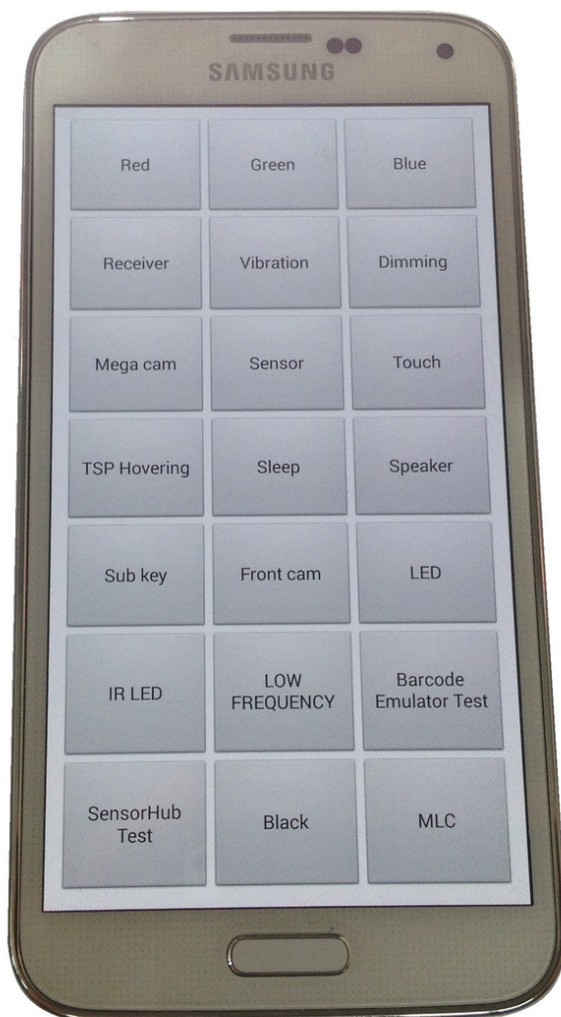 SAMSUNG
Red
Green
Blue
Receiver
Vibration
Dimming
Mega cam
Sensor
Touch
TSP Hovering
Sleep
Speaker
Sub key
Front cam
LED
IR LED
LOW
FREQUENCY
Barcode
Emulator Test
SensorHub
Test
Black
MLC